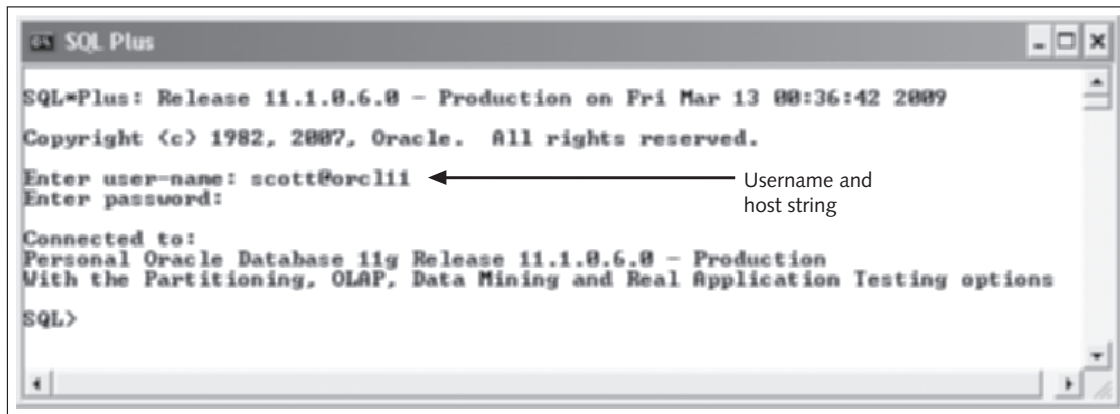 SQL Plus
SQL*Plus: Release 11.1.0.6.0 - Production on Fri Mar 13 00:36:42 2009
Copyright (c) 1982, 2007, Oracle. All rights reserved.
Enter user-name: scott@orcl11
Username and
host string
Enter password:
Connected to:
Personal Oracle Database 11g Release 11.1.0.6.0 - Production
With the Partitioning, OLAP, Data Mining and Real Application Testing options
SQL>